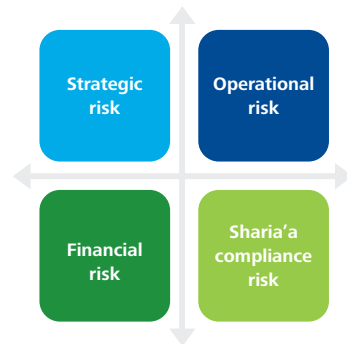 Strategic
risk
Operational
risk
Financial
risk
Sharia’a
compliance
risk